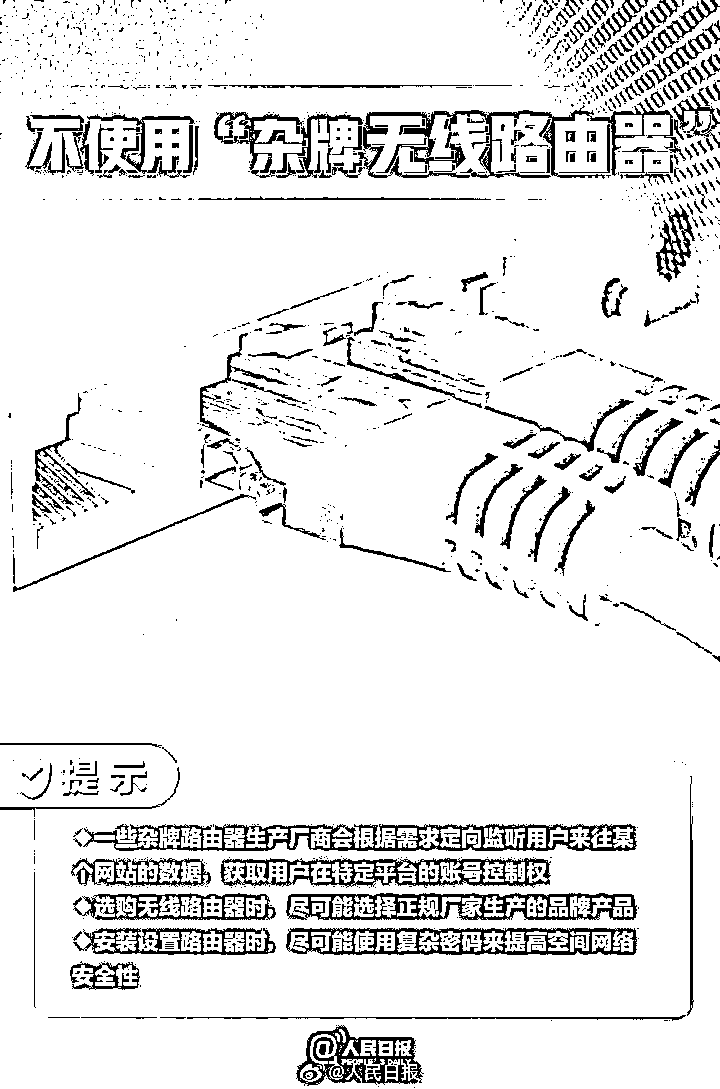 不使用“杂牌无线路由器”
提示
◇一些杂牌路由器生产厂商会根据需求定向监听用户来往某
个网站的数据，获取用户在特定平台的账号控制权
◇选购无线路由器时，尽可能选择正规厂家生产的品牌产品
◇安装设置路由器时，尽可能使用复杂密码来提高空间网络
安全性
@人民日报
PEOPLE'S DAILY
@人民日报